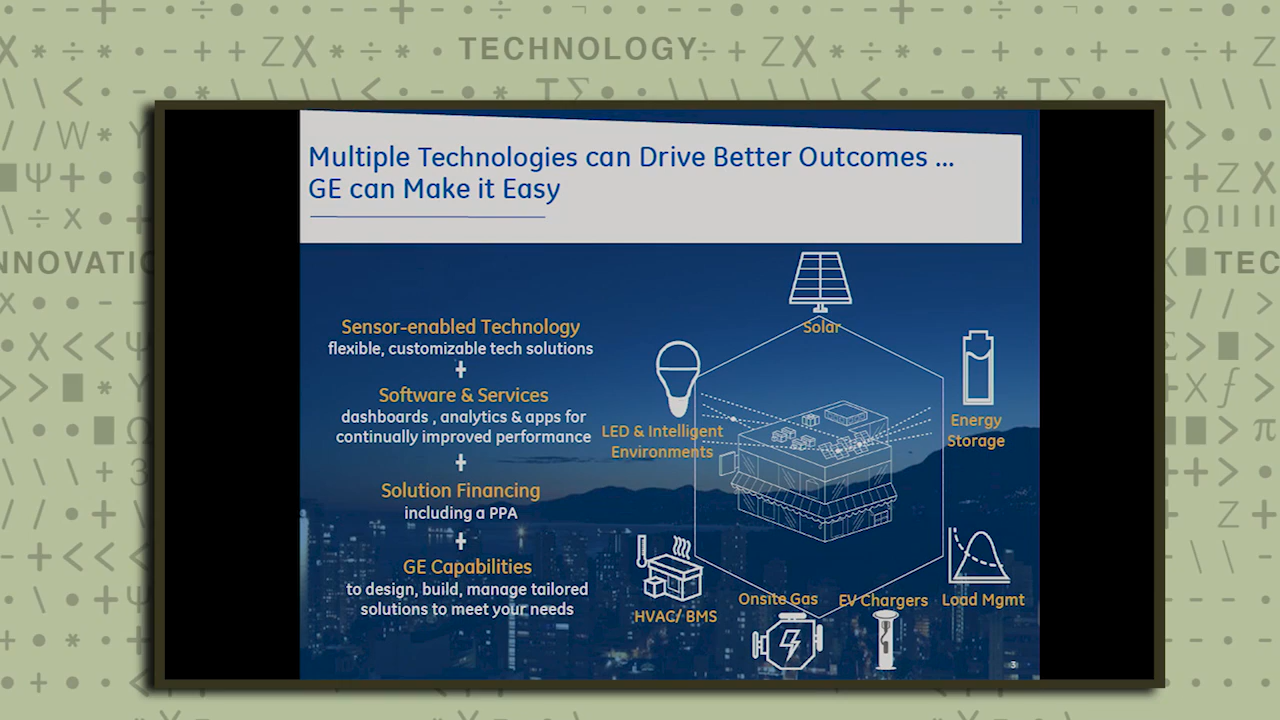 TECHNOLOGY
Multiple Technologies can Drive Better Outcomes ...
GE can Make it Easy
Sensor-enabled Technology
flexible, customizable tech solutions
+
Software & Services
dashboards , analytics & apps for
continually improved performance
+
Solution Financing
including a PPA
+
GE Capabilities
to design, build, manage tailored
solutions to meet your needs
Solar
LED & Intelligent
Environments
Energy
Storage
HVAC/ BMS
Onsite Gas
EV Chargers
Load Mgmt
3
NNOVATIO
TEC